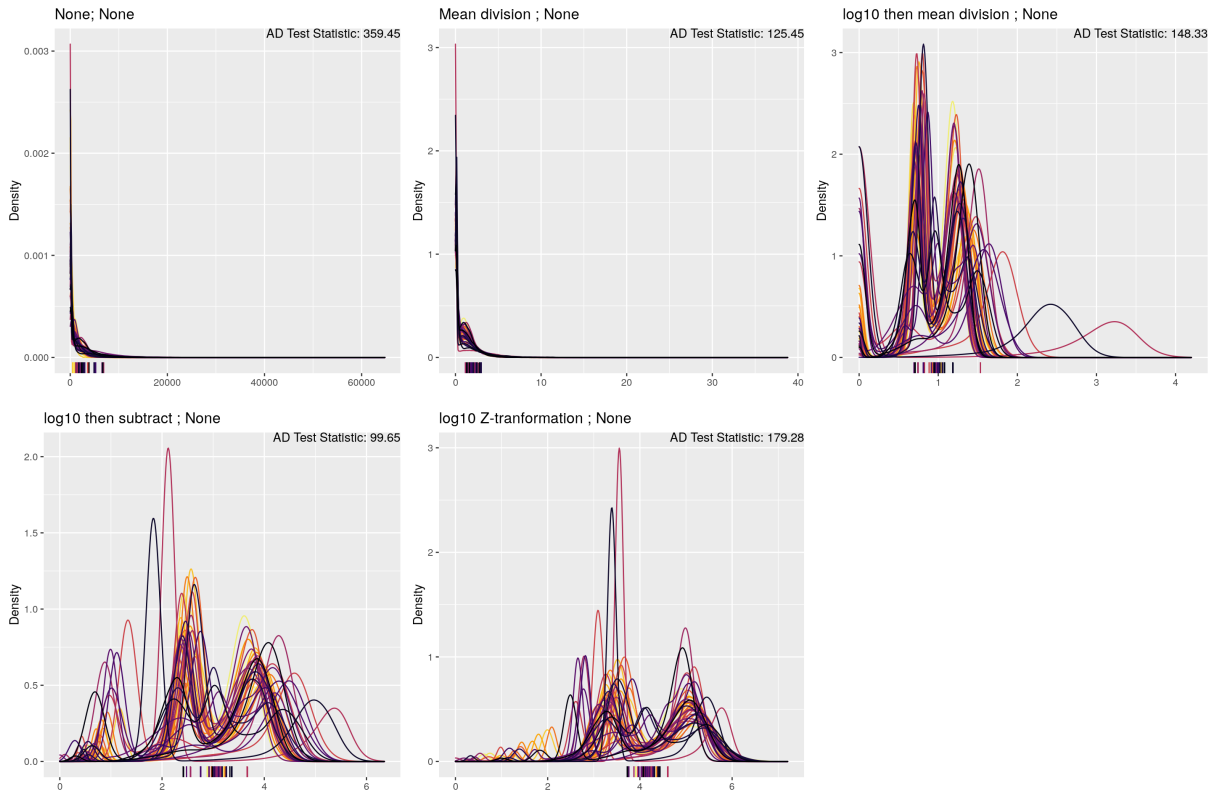 None; None
AD Test Statistic: 359.45
Density
0.003
0.002
0.001
0.000
0
20000
40000
60000
Mean division ; None
AD Test Statistic: 125.45
Density
3
2
1
0
0
10
20
30
40
log10 then mean division ; None
AD Test Statistic: 148.33
Density
3
2
1
0
0
1
2
3
4
log10 then subtract ; None
AD Test Statistic: 99.65
Density
2.0
1.5
1.0
0.5
0.0
0
2
4
6
log10 Z-tranformation ; None
AD Test Statistic: 179.28
Density
3
2
1
0
0
2
4
6